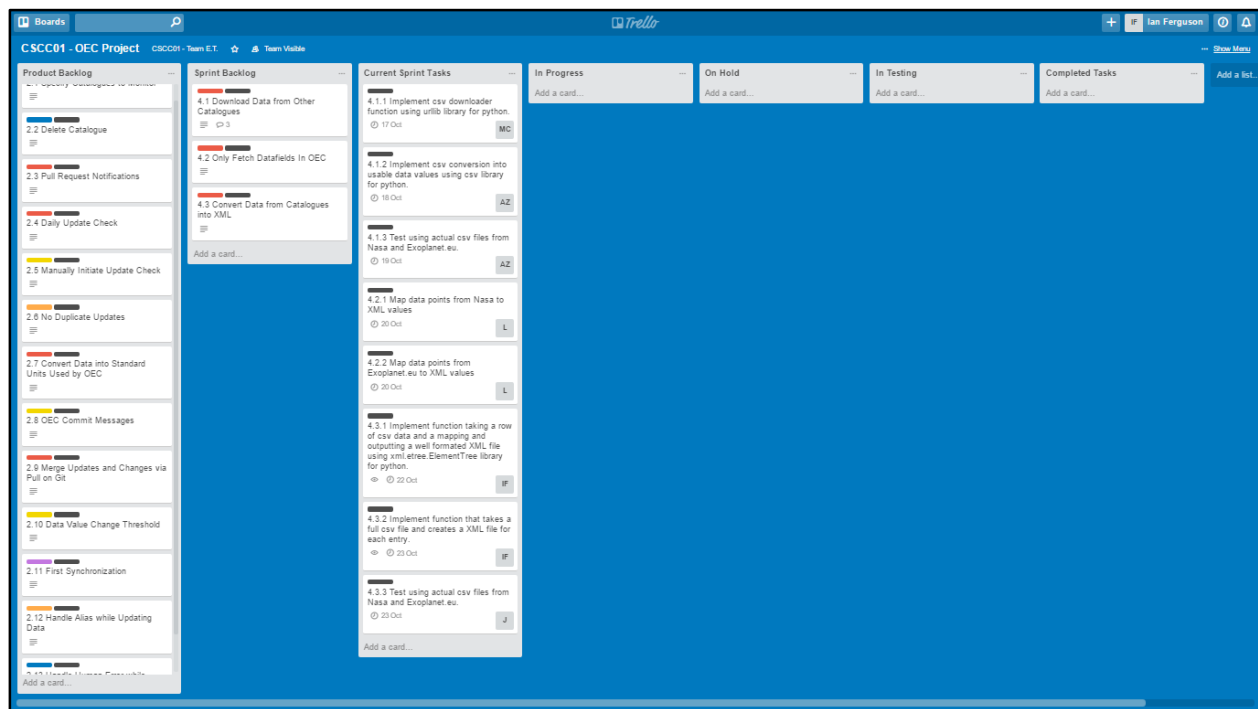 Boards
Trello
IF Ian Ferguson
CSCC01 - OEC Project CSCC01 - Team E.T. Team Visible
... Show Menu
Product Backlog ...
2.1 Specify Catalogues to Monitor
2.2 Delete Catalogue
2.3 Pull Request Notifications
2.4 Daily Update Check
2.5 Manually Initiate Update Check
2.6 No Duplicate Updates
2.7 Convert Data into Standard
Units Used by OEC
2.8 OEC Commit Messages
2.9 Merge Updates and Changes via
Pull on Git
2.10 Data Value Change Threshold
2.11 First Synchronization
2.12 Handle Alias while Updating
Data
2.13 Handle Human Error while
Add a card...
Sprint Backlog ...
4.1 Download Data from Other
Catalogues
3
4.2 Only Fetch Datafields In OEC
4.3 Convert Data from Catalogues
into XML
Add a card...
Current Sprint Tasks ...
4.1.1 Implement csv downloader
function using urllib library for python.
17 Oct
MC
4.1.2 Implement csv conversion into
usable data values using csv library
for python.
18 Oct
AZ
4.1.3 Test using actual csv files from
Nasa and Exoplanet.eu.
19 Oct
AZ
4.2.1 Map data points from Nasa to
XML values
20 Oct
L
4.2.2 Map data points from
Exoplanet.eu to XML values
20 Oct
L
4.3.1 Implement function taking a row
of csv data and a mapping and
outputting a well formated XML file
using xml.etree.ElementTree library
for python.
22 Oct
IF
4.3.2 Implement function that takes a
full csv file and creates a XML file for
each entry.
23 Oct
IF
4.3.3 Test using actual csv files from
Nasa and Exoplanet.eu.
23 Oct
J
Add a card...
In Progress ...
Add a card...
On Hold ...
Add a card...
In Testing ...
Add a card...
Completed Tasks ...
Add a card...
Add a list...